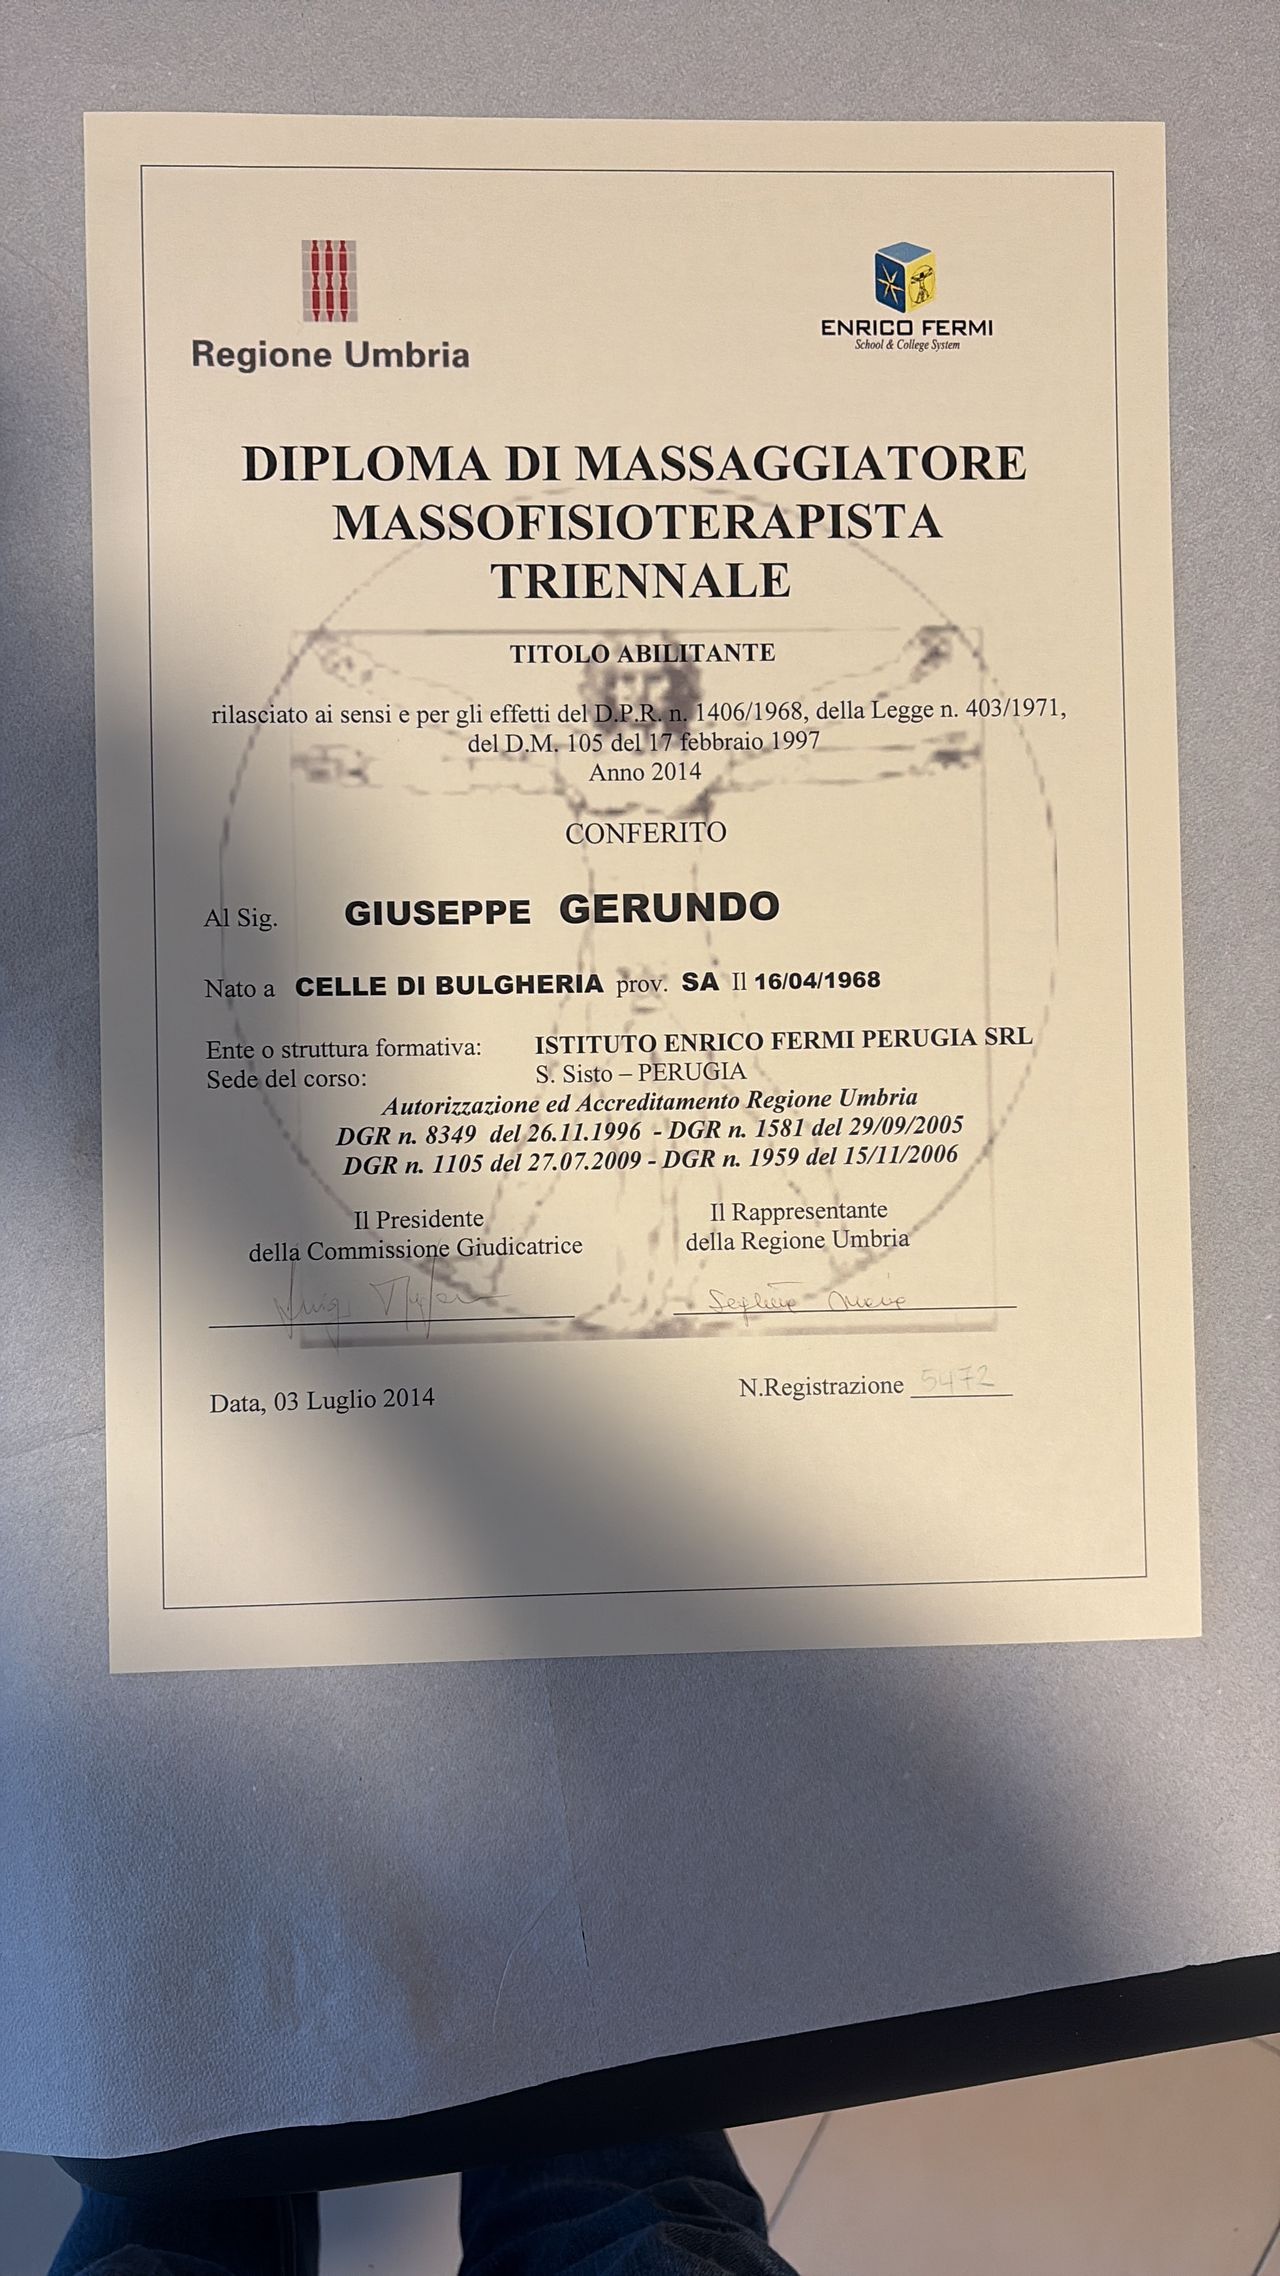 Regione Umbria
ENRICO FERMI
School & College System
DIPLOMA DI MASSAGGIATORE
MASSOFISIOTERAPISTA
TRIENNALE
TITOLO ABILITANTE
rilasciato ai sensi e per gli effetti del D.P.R. n. 1406/1968, della Legge n. 403/1971,
del D.M. 105 del 17 febbraio 1997
Anno 2014
CONFERITO
Al Sig. GIUSEPPE GERUNDO
Nato a CELLE DI BULGHERIA prov. SA Il 16/04/1968
Ente o struttura formativa: ISTITUTO ENRICO FERMI PERUGIA SRL
Sede del corso: S. Sisto – PERUGIA
Autorizzazione ed Accreditamento Regione Umbria
DGR n. 8349 del 26.11.1996 - DGR n. 1581 del 29/09/2005
DGR n. 1105 del 27.07.2009 - DGR n. 1959 del 15/11/2006
Il Presidente
della Commissione Giudicatrice
Il Rappresentante
della Regione Umbria
Data, 03 Luglio 2014
N.Registrazione 5472